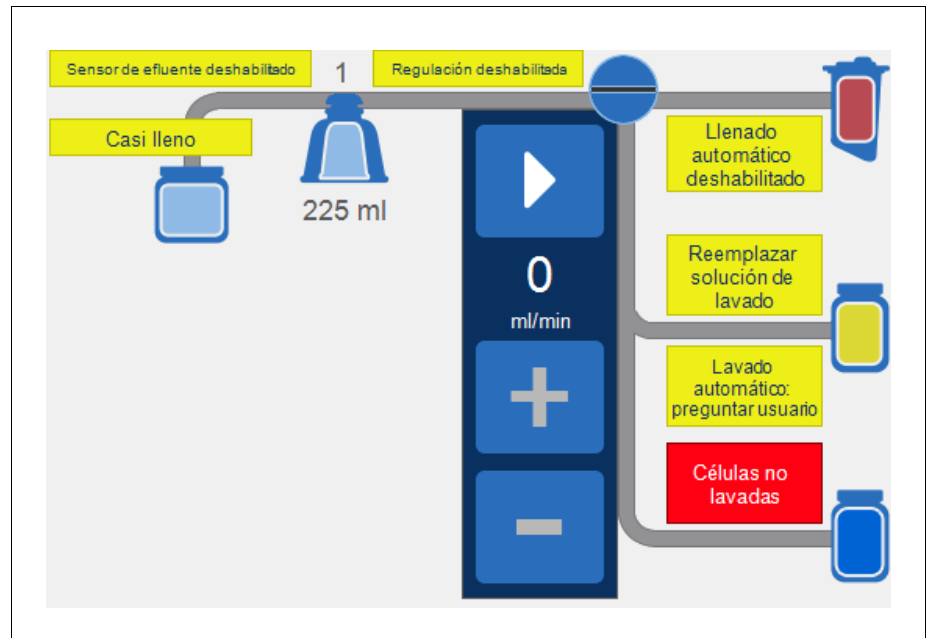 Sensor de efluente deshabilitado
1
Regulación deshabilitada
Casi lleno
225 ml
Llenado
automático
deshabilitado
0
ml/min
Reemplazar
solución de
lavado
Lavado
automático:
preguntar usuario
Células no
lavadas